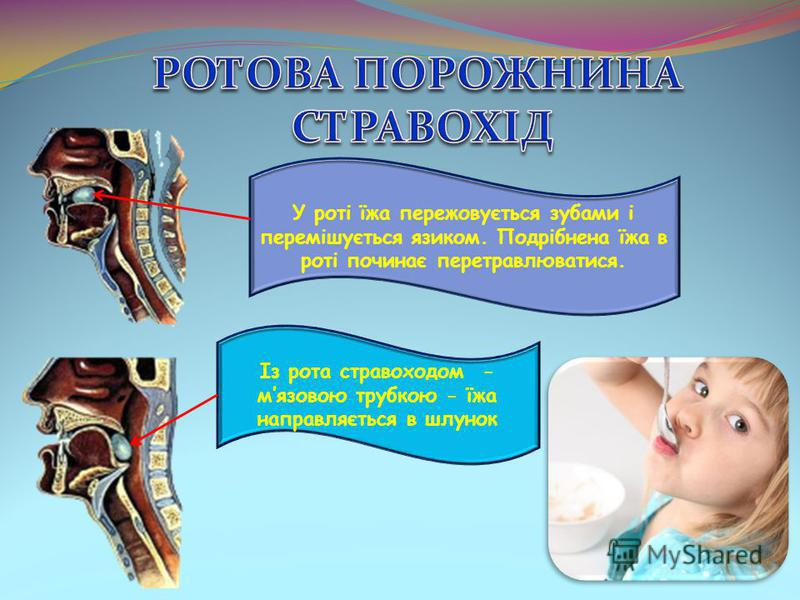 РОТОВА ПОРОЖНИНА
СТРАВОХІД
У роті їжа пережовується зубами і
перемішується язиком. Подрібнена їжа в
роті починає перетравлюватися.
Із рота стравоходом –
м'язовою трубкою – їжа
направляється в шлунок
MyShared